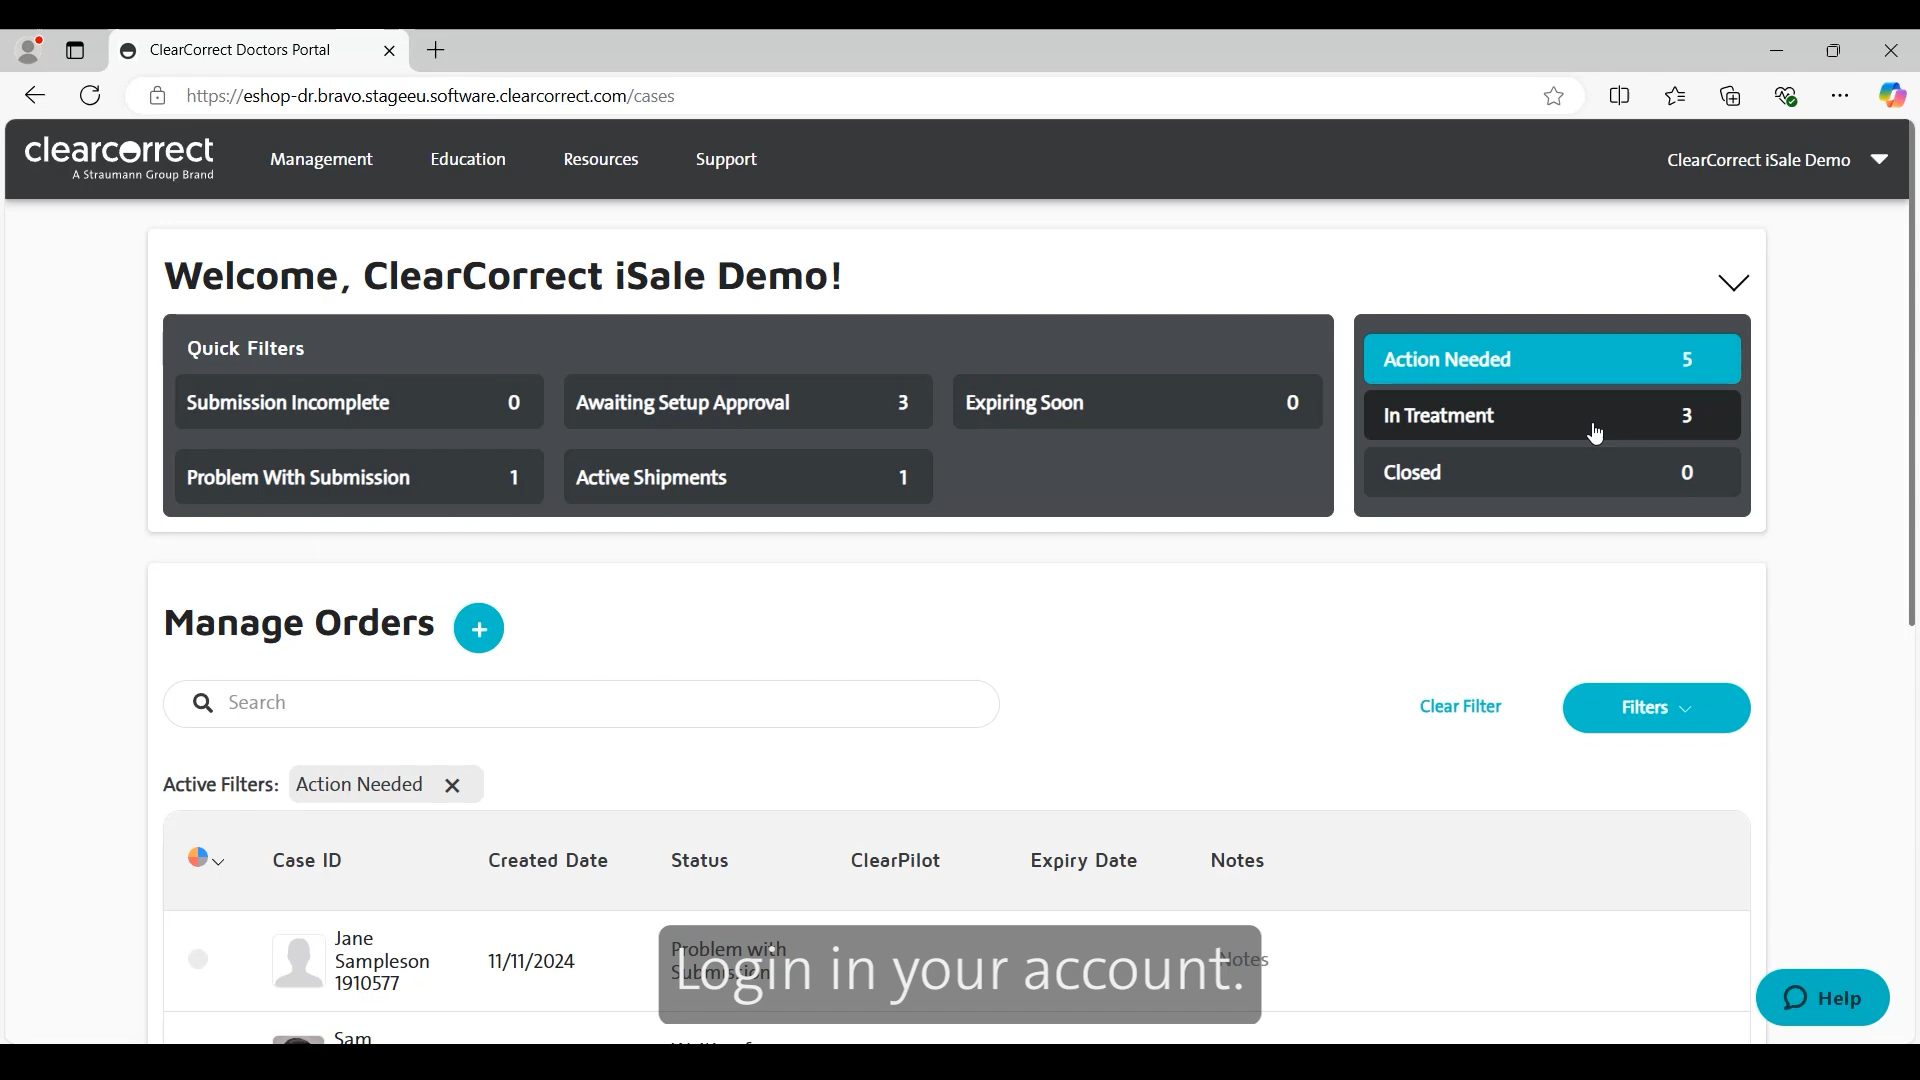 ClearCorrect Doctors Portal
https://eshop-dr.bravo.stageeu.software.clearcorrect.com/cases
clearcorrect
A Straumann Group Brand
Management
Education
Resources
Support
ClearCorrect iSale Demo
Welcome, ClearCorrect iSale Demo!
Quick Filters
Submission Incomplete 0
Awaiting Setup Approval 3
Expiring Soon 0
Problem With Submission 1
Active Shipments 1
Action Needed 5
In Treatment 3
Closed 0
Manage Orders +
Search
Clear Filter
Filters
Active Filters: Action Needed
Case ID
Created Date
Status
ClearPilot
Expiry Date
Notes
Jane
Sampleson
1910577
11/11/2024
Problem with
Submission
Notes
Login in your account.
Help
Sam